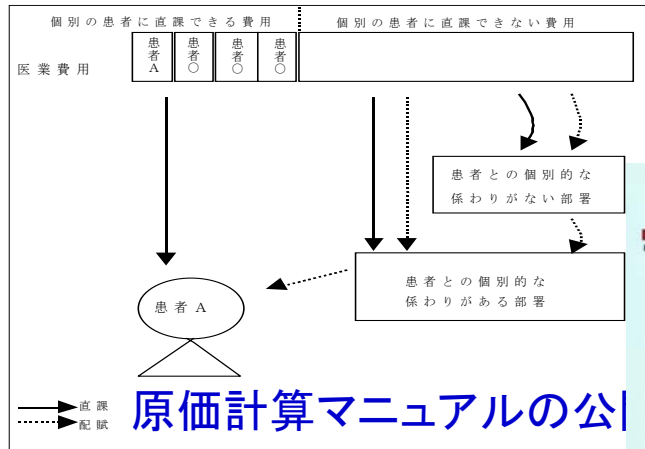 個別の患者に直課できる費用 個別の患者に直課できない費用
医業費用
患者A 患者○ 患者○ 患者○
患者との個別的な
係わりがない部署
患者との個別的な
係わりがある部署
患者A
直課
配賦
原価計算マニュアルの公